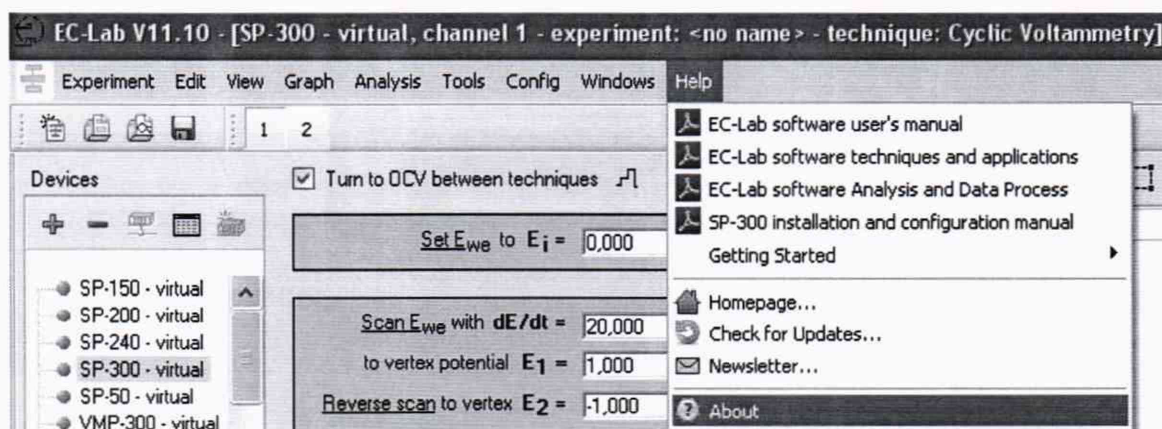 EC-Lab V11.10 - [SP-300 - virtual, channel 1 - experiment: <no name> - technique: Cyclic Voltammetry]
Experiment Edit View Graph Analysis Tools Config Windows Help
1 2
Devices
SP-150 - virtual
SP-200 - virtual
SP-240 - virtual
SP-300 - virtual
SP-50 - virtual
VMP-300 - virtual
Turn to OCV between techniques
Set Ewe to Ei = 0,000
Scan Ewe with dE/dt = 20,000
to vertex potential E1 = 1,000
Reverse scan to vertex E2 = -1,000
EC-Lab software user's manual
EC-Lab software techniques and applications
EC-Lab software Analysis and Data Process
SP-300 installation and configuration manual
Getting Started
Homepage...
Check for Updates...
Newsletter...
About